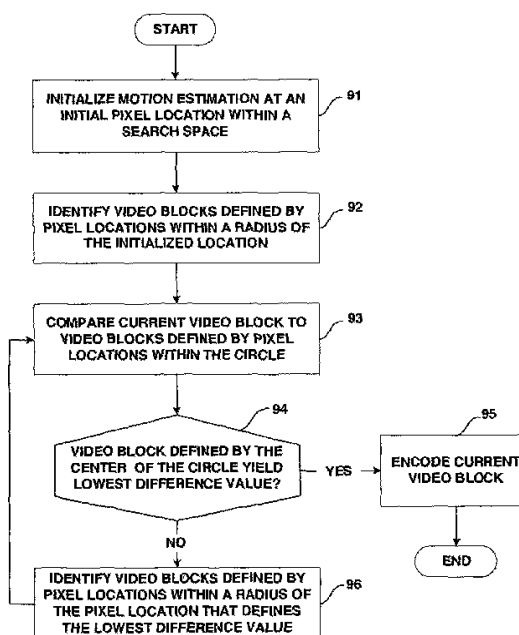 START
INITIALIZE MOTION ESTIMATION AT AN
INITIAL PIXEL LOCATION WITHIN A
SEARCH SPACE
91
IDENTIFY VIDEO BLOCKS DEFINED BY
PIXEL LOCATIONS WITHIN A RADIUS OF
THE INITIALIZED LOCATION
92
COMPARE CURRENT VIDEO BLOCK TO
VIDEO BLOCKS DEFINED BY PIXEL
LOCATIONS WITHIN THE CIRCLE
93
94
VIDEO BLOCK DEFINED BY THE
CENTER OF THE CIRCLE YIELD
LOWEST DIFFERENCE VALUE?
YES
95
ENCODE CURRENT
VIDEO BLOCK
END
NO
IDENTIFY VIDEO BLOCKS DEFINED BY
PIXEL LOCATIONS WITHIN A RADIUS OF
THE PIXEL LOCATION THAT DEFINES
THE LOWEST DIFFERENCE VALUE
96